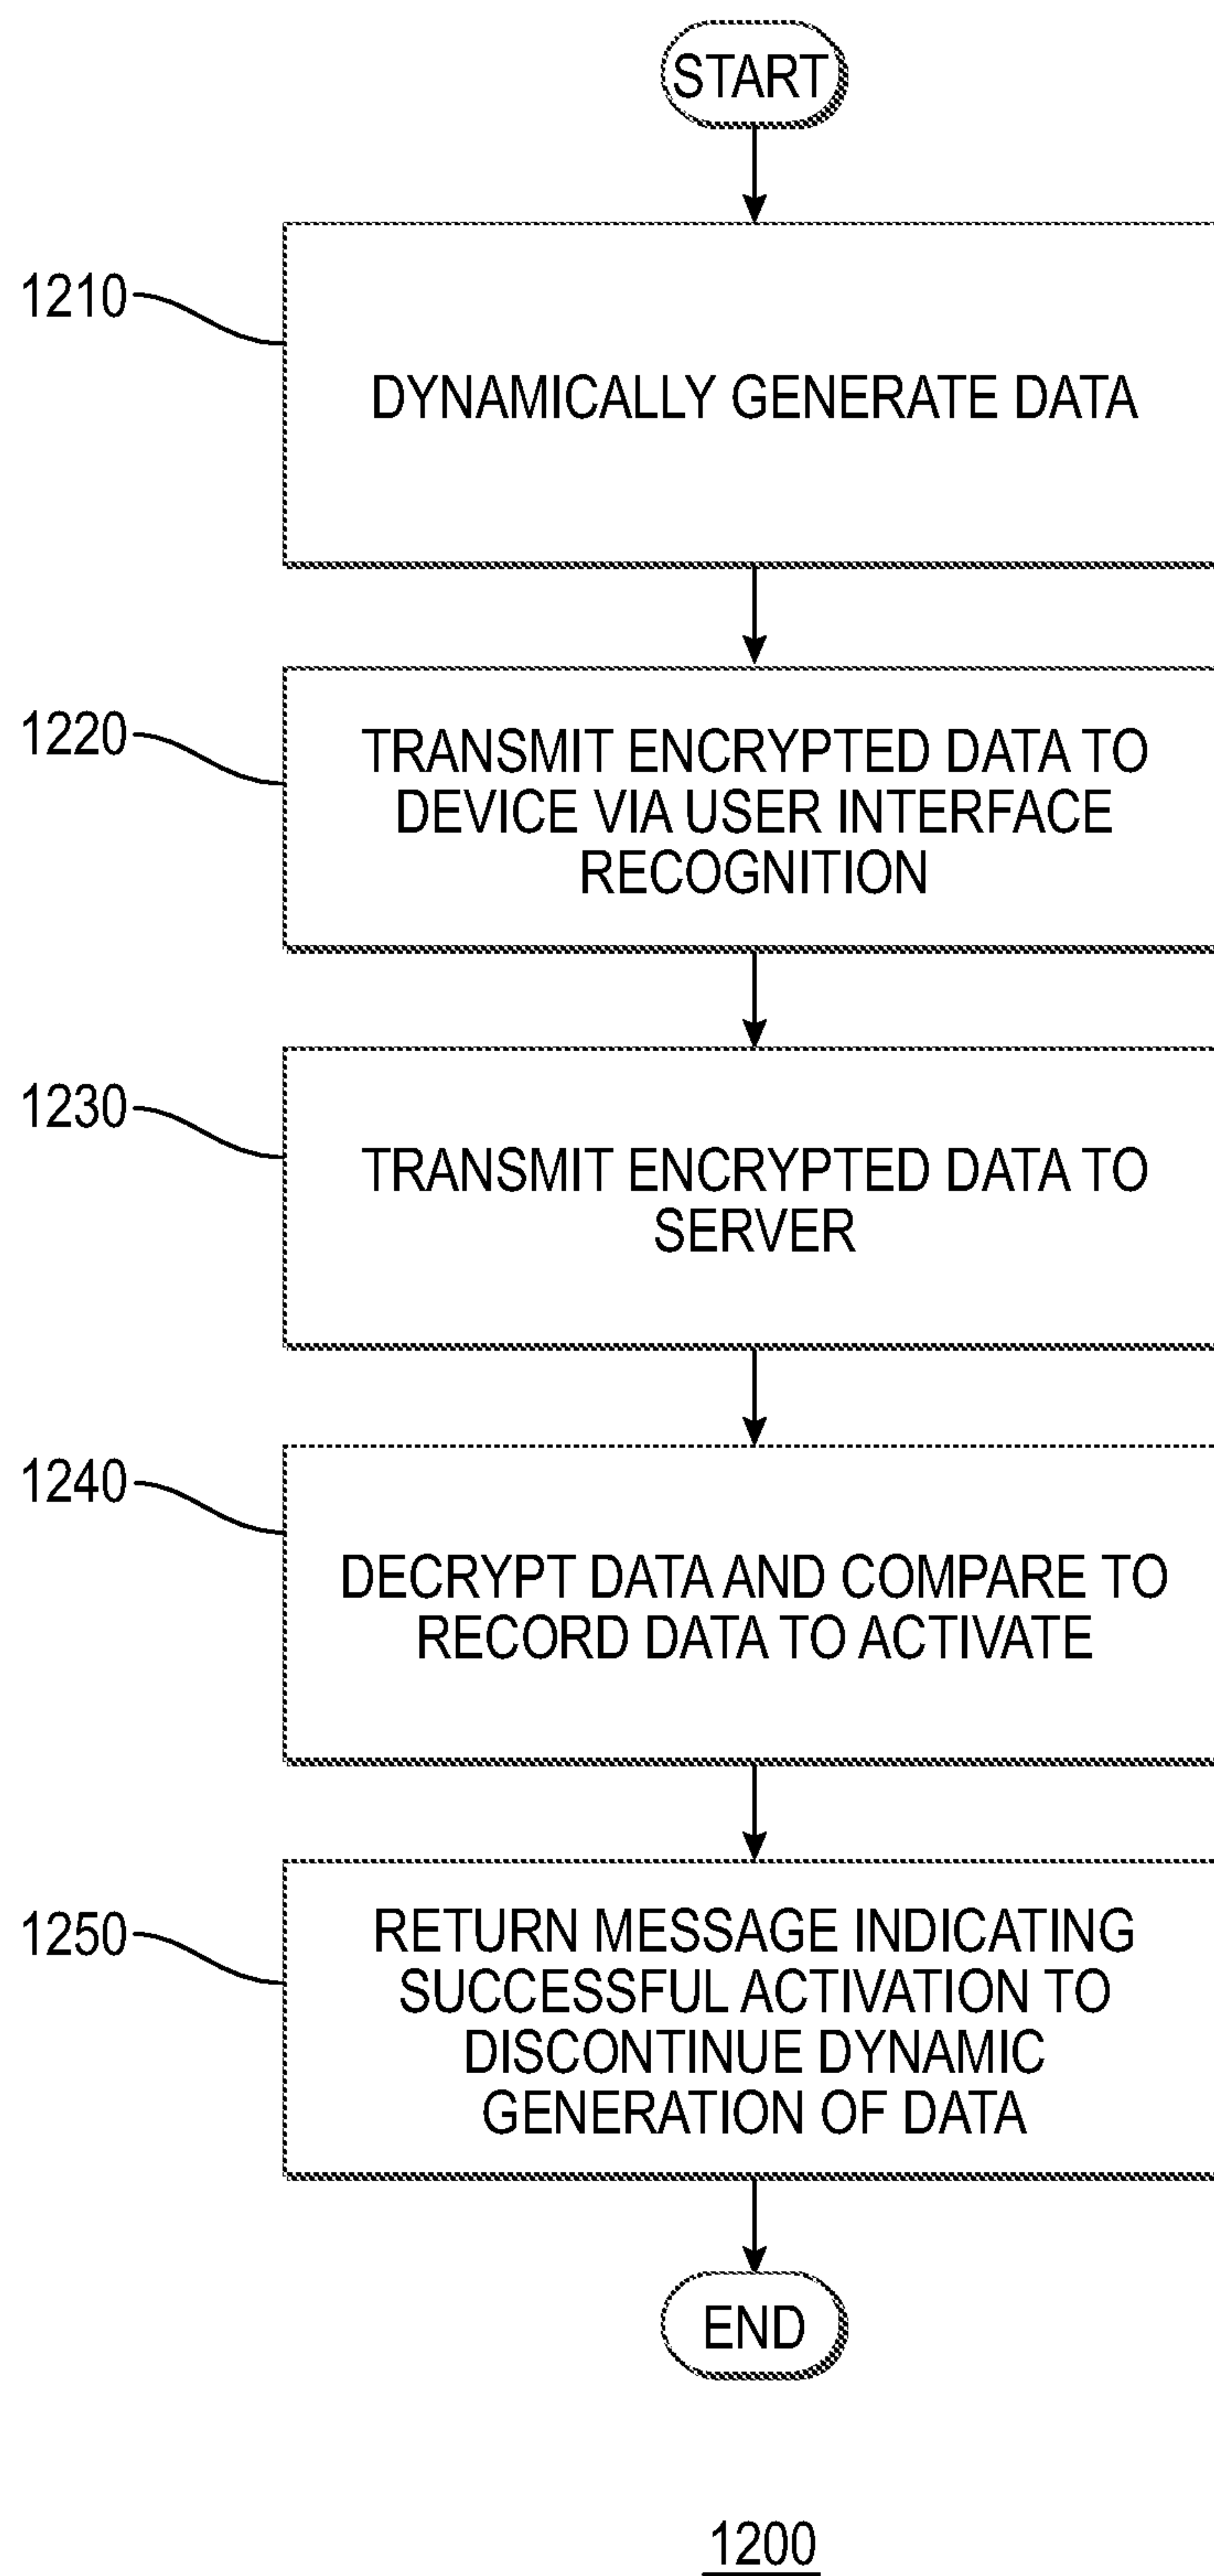 START
1210
DYNAMICALLY GENERATE DATA
1220
TRANSMIT ENCRYPTED DATA TO
DEVICE VIA USER INTERFACE
RECOGNITION
1230
TRANSMIT ENCRYPTED DATA TO
SERVER
1240
DECRYPT DATA AND COMPARE TO
RECORD DATA TO ACTIVATE
1250
RETURN MESSAGE INDICATING
SUCCESSFUL ACTIVATION TO
DISCONTINUE DYNAMIC
GENERATION OF DATA
END
1200